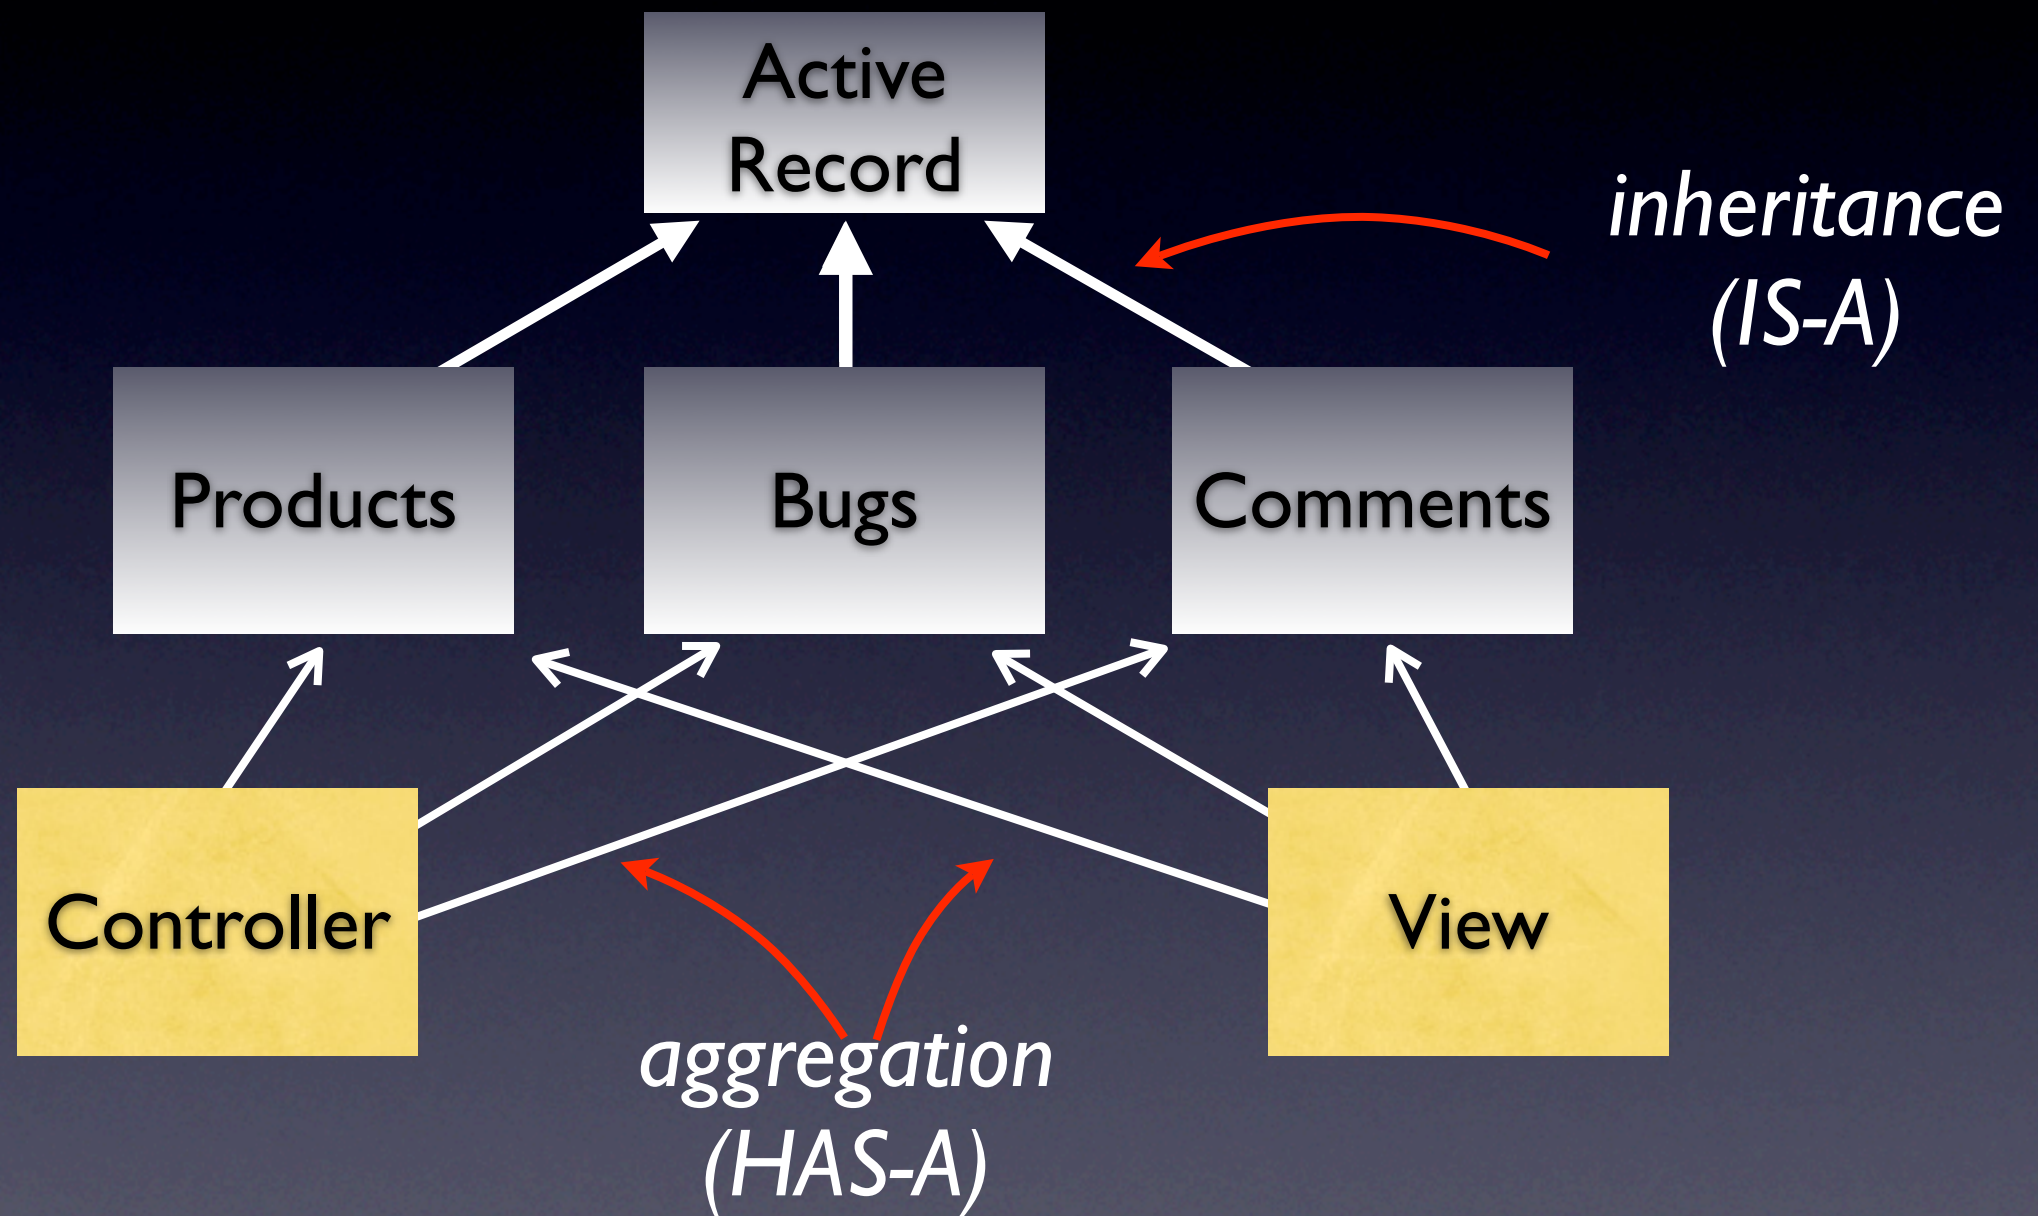 Active
Record
inheritance
(IS-A)
Products
Bugs
Comments
Controller
View
aggregation
(HAS-A)